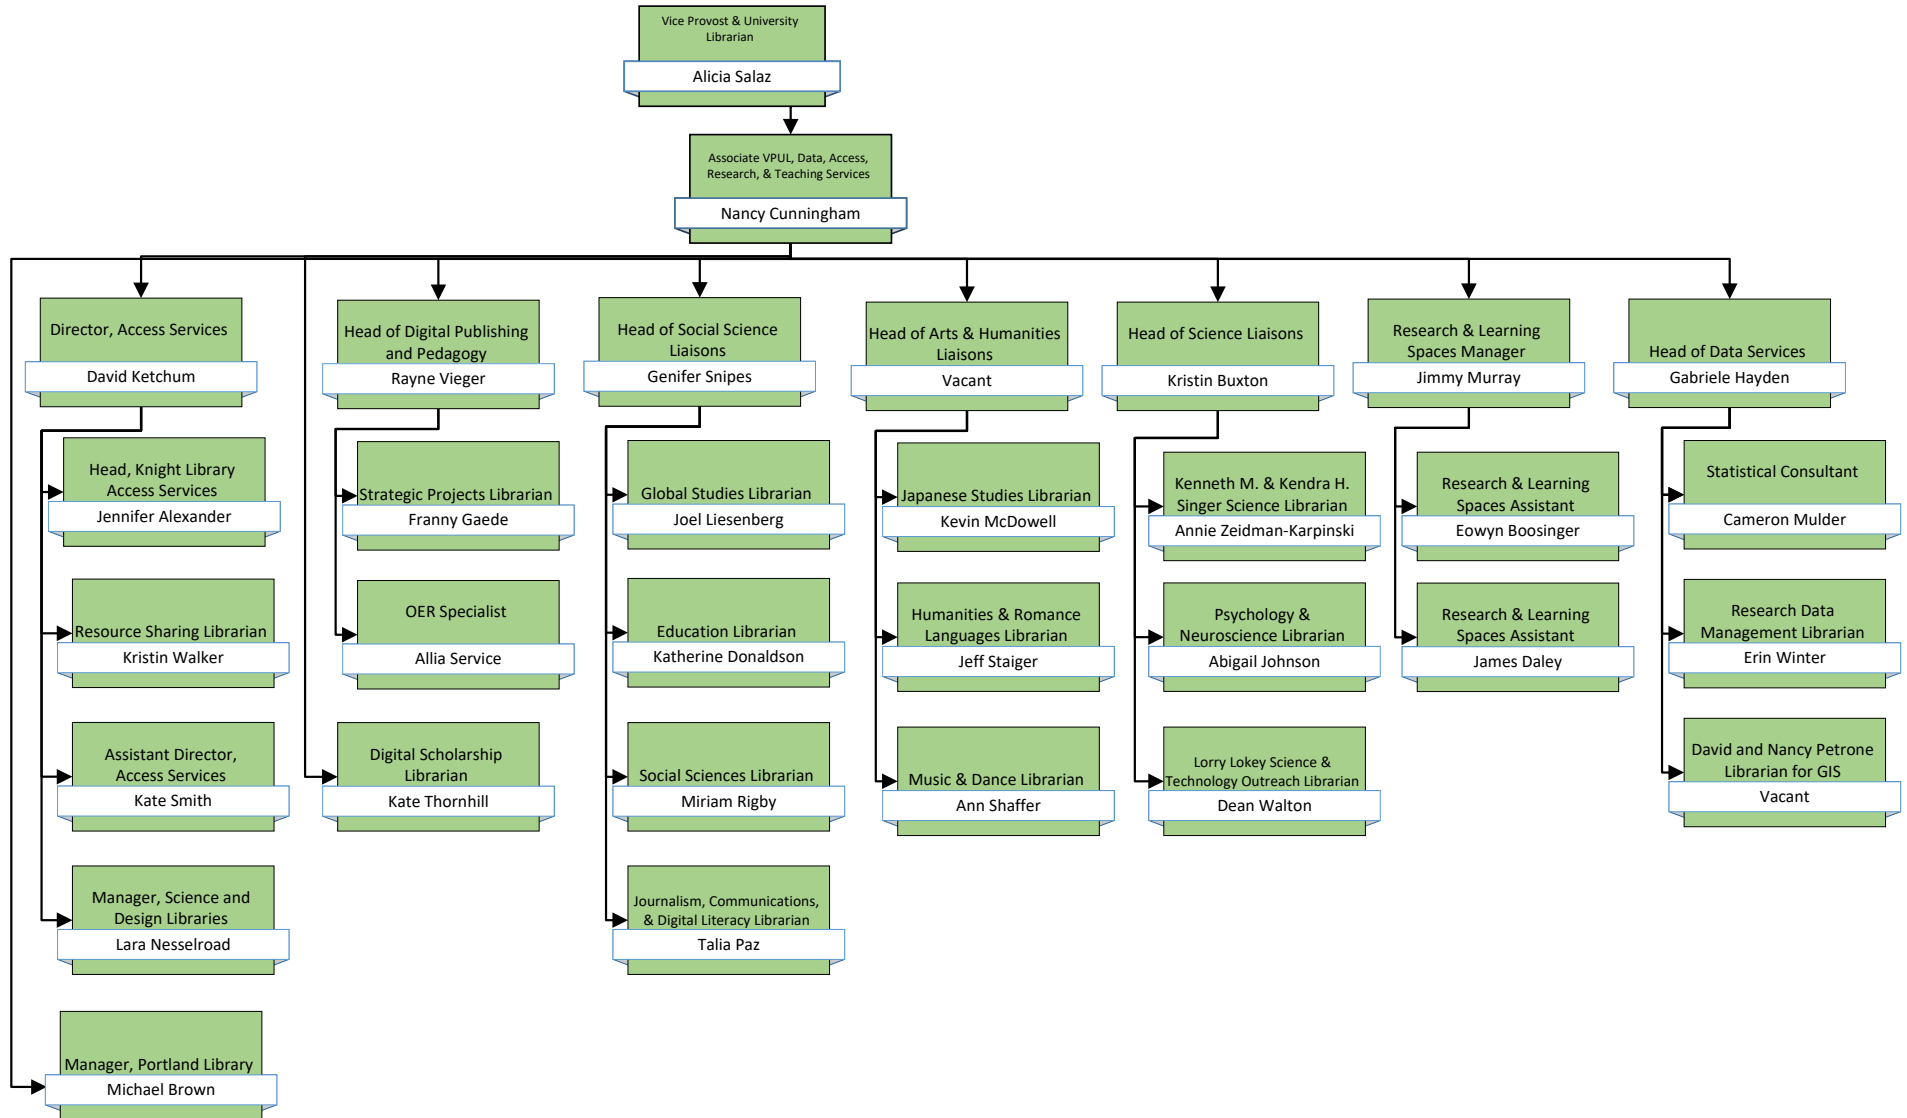 Vice Provost & University
Librarian
Alicia Salaz
Associate VPUL, Data, Access,
Research, & Teaching Services
Nancy Cunningham
Director, Access Services
David Ketchum
Head, Knight Library
Access Services
Jennifer Alexander
Resource Sharing Librarian
Kristin Walker
Assistant Director,
Access Services
Kate Smith
Manager, Science and
Design Libraries
Lara Nesselroad
Manager, Portland Library
Michael Brown
Head of Digital Publishing
and Pedagogy
Rayne Vieger
Strategic Projects Librarian
Franny Gaede
OER Specialist
Allia Service
Digital Scholarship
Librarian
Kate Thornhill
Head of Social Science
Liaisons
Genifer Snipes
Global Studies Librarian
Joel Liesenberg
Education Librarian
Katherine Donaldson
Social Sciences Librarian
Miriam Rigby
Journalism, Communications,
& Digital Literacy Librarian
Talia Paz
Head of Arts & Humanities
Liaisons
Vacant
Japanese Studies Librarian
Kevin McDowell
Humanities & Romance
Languages Librarian
Jeff Staiger
Music & Dance Librarian
Ann Shaffer
Head of Science Liaisons
Kristin Buxton
Kenneth M. & Kendra H.
Singer Science Librarian
Annie Zeidman-Karpinski
Psychology &
Neuroscience Librarian
Abigail Johnson
Lorry Lokey Science &
Technology Outreach Librarian
Dean Walton
Research & Learning
Spaces Manager
Jimmy Murray
Research & Learning
Spaces Assistant
Eowyn Boosinger
Research & Learning
Spaces Assistant
James Daley
Head of Data Services
Gabriele Hayden
Statistical Consultant
Cameron Mulder
Research Data
Management Librarian
Erin Winter
David and Nancy Petrone
Librarian for GIS
Vacant